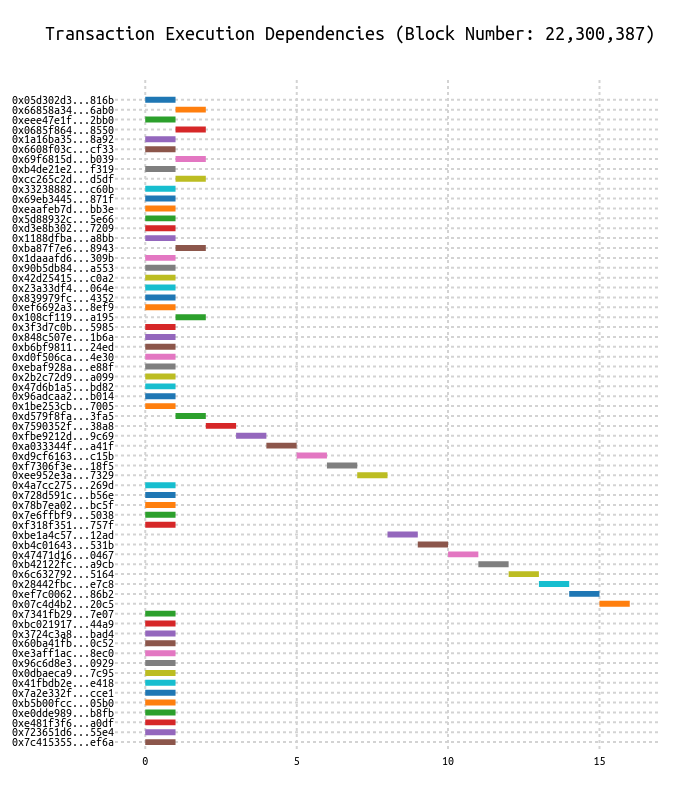 Transaction Execution Dependencies (Block Number: 22,300,387)
0x05d302d3...816b
0x66858a34...6ab0
0xeee47e1f...2bb0
0x0685f864...8550
0x1a16ba35...8a92
0x6608f03c...cf33
0x69f6815d...b039
0xb4de21e2...f319
0xcc265c2d...d5df
0x33238882...c60b
0x69eb3445...871f
0xeaafeb7d...bb3e
0x5d88932c...5e66
0xd3e8b302...7209
0x1188dfba...a8bb
0xba87f7e6...8943
0x1daaafd6...309b
0x90b5db84...a553
0x42d25415...c0a2
0x23a33df4...064e
0x839979fc...4352
0xef6692a3...8ef9
0x108cf119...a195
0x3f3d7c0b...5985
0x848c507e...1b6a
0xb6bf9811...24ed
0xd0f506ca...4e30
0xebaf928a...e88f
0x2b2c72d9...a099
0x47d6b1a5...bd82
0x96adcaa2...b014
0x1be253cb...7005
0xd579f8fa...3fa5
0x7590352f...38a8
0xfbe9212d...9c69
0xa033344f...a41f
0xd9cf6163...c15b
0xf7306f3e...18f5
0xee952e3a...7329
0x4a7cc275...269d
0x728d591c...b56e
0x78b7ea02...bc5f
0x7e6ffbf9...5038
0xf318f351...757f
0xbe1a4c57...12ad
0xb4c01643...531b
0x47471d16...0467
0xb42122fc...a9cb
0x6c632792...5164
0x28442fbc...e7c8
0xef7c0062...86b2
0x07c4d4b2...20c5
0x7341fb29...7e07
0xbc021917...44a9
0x3724c3a8...bad4
0x60ba41fb...0c52
0xe3aff1ac...8ec0
0x96c6d8e3...0929
0x0dbaeca9...7c95
0x41fbdb2e...e418
0x7a2e332f...cce1
0xb5b00fcc...05b0
0xe0dde989...b8fb
0xe481f3f6...a0df
0x723651d6...55e4
0x7c415355...ef6a
0 5 10 15